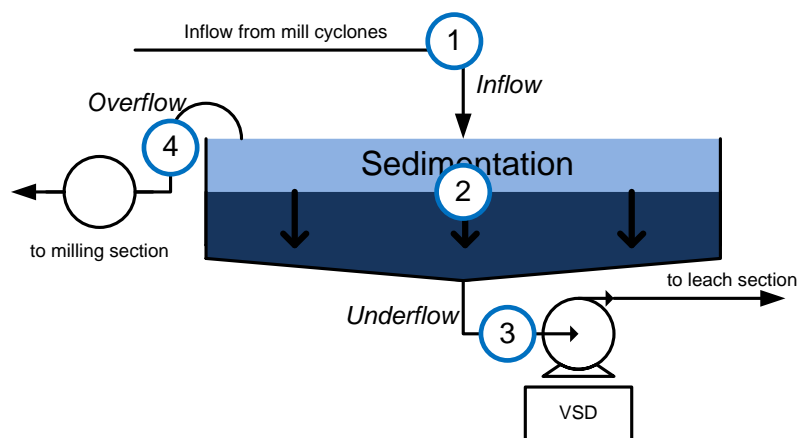 Inflow from mill cyclones
1
Inflow
Overflow
4
Sedimentation
2
to milling section
to leach section
Underflow
3
VSD